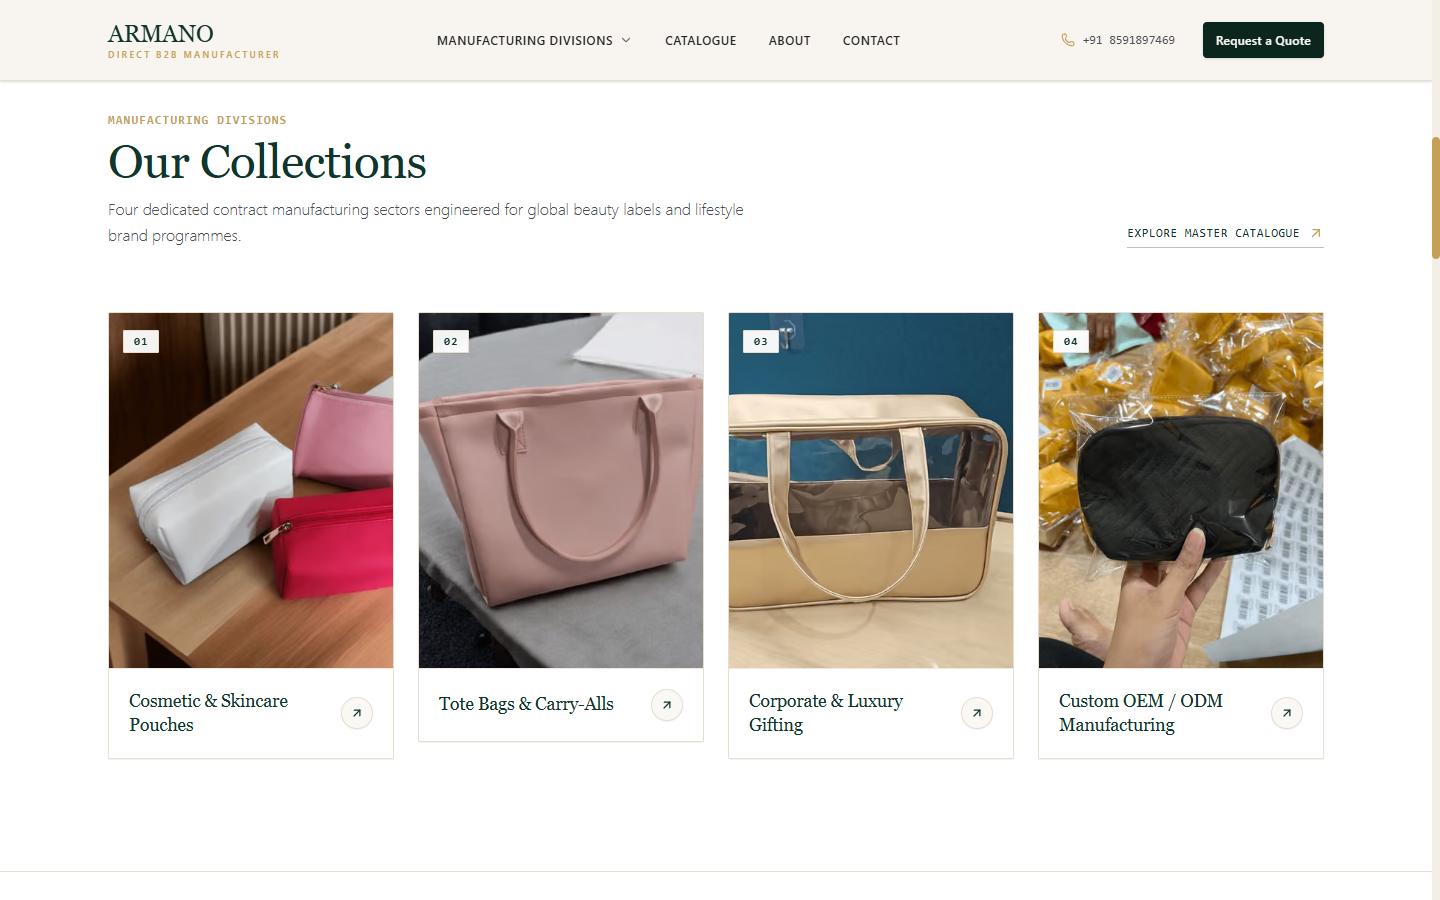 ARMANO
DIRECT B2B MANUFACTURER
MANUFACTURING DIVISIONS
CATALOGUE
ABOUT
CONTACT
+91 8591897469
Request a Quote
MANUFACTURING DIVISIONS
Our Collections
Four dedicated contract manufacturing sectors engineered for global beauty labels and lifestyle
brand programmes.
EXPLORE MASTER CATALOGUE
01
02
03
04
Cosmetic & Skincare
Pouches
Tote Bags & Carry-Alls
Corporate & Luxury
Gifting
Custom OEM / ODM
Manufacturing